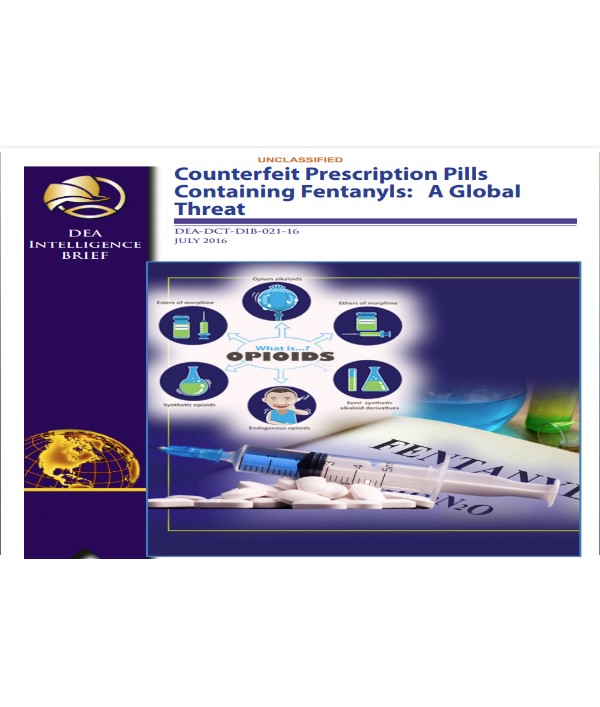 UNCLASSIFIED
Counterfeit Prescription Pills
Containing Fentanyls: A Global
Threat
DEA-DCT-DIB-021-16
JULY 2016
DEA
INTELLIGENCE
BRIEF
Opium alkaloids
Esters of morphine
Ethers of morphine
What is...?
OPIOIDS
Synthetic opioids
Semi- synthetic
alkaloid derivatives
Endogenous opioids
FENTANYL
N2O